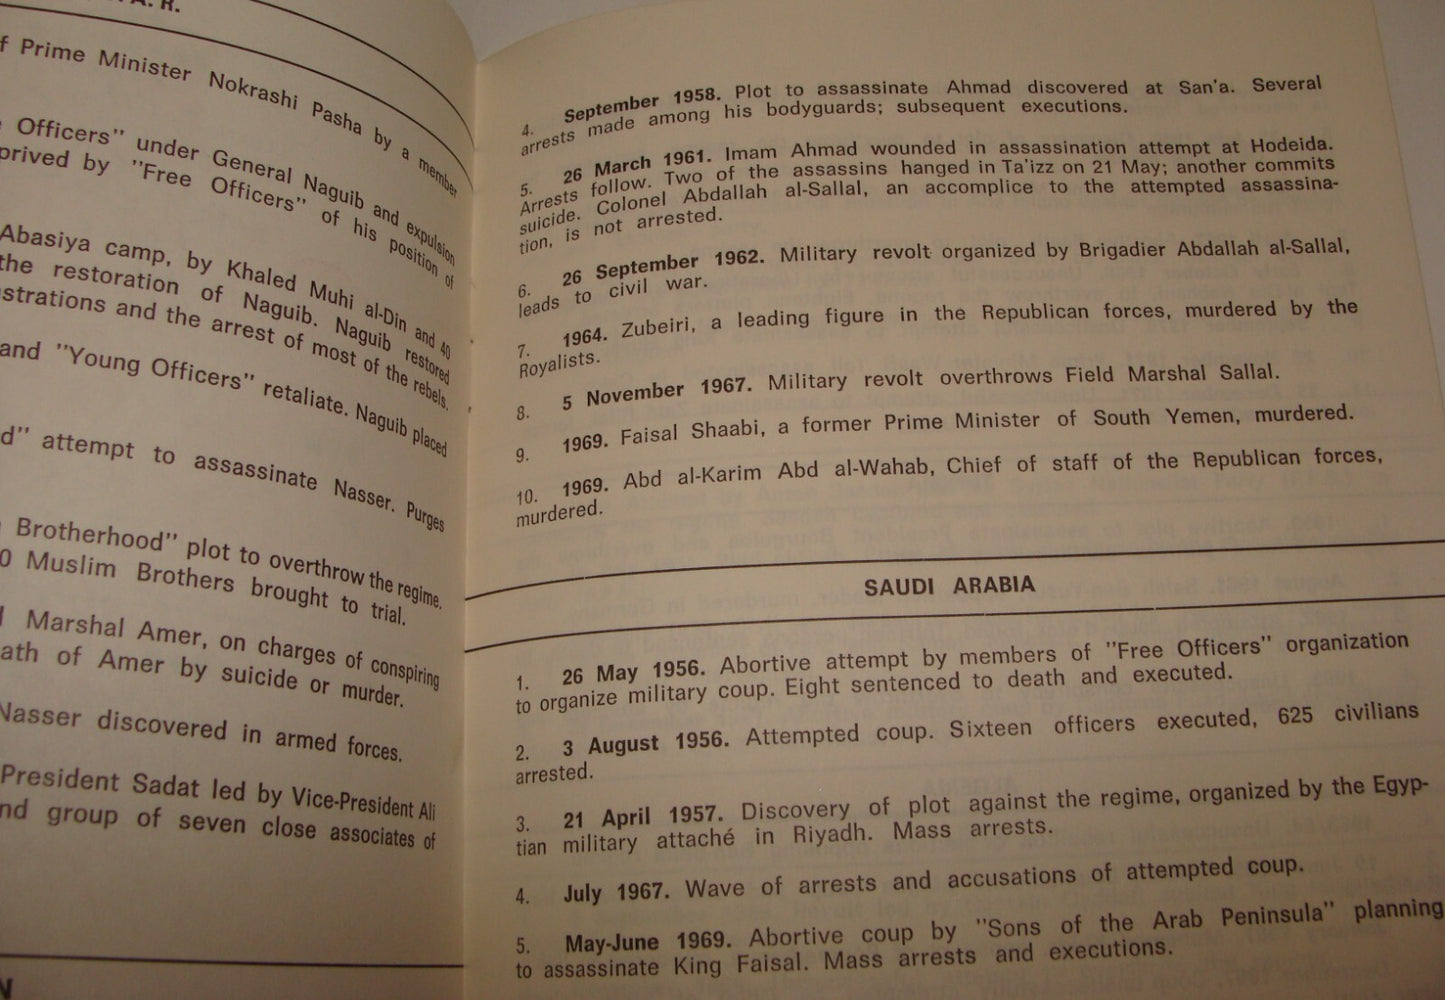 A. R.
f Prime Minister Nokrashi Pasha by a member
Officers" under General Naguib and expulsion
prived by "Free Officers" of his position of
Abasiya camp, by Khaled Muhi al-Din and 40
the restoration of Naguib. Naguib restored
strations and the arrest of most of the rebels.
and "Young Officers" retaliate. Naguib placed
d" attempt to assassinate Nasser. Purges
Brotherhood" plot to overthrow the regime.
0 Muslim Brothers brought to trial.
Marshal Amer, on charges of conspiring
ath of Amer by suicide or murder.
Nasser discovered in armed forces.
President Sadat led by Vice-President Ali
nd group of seven close associates of
N
4. September 1958. Plot to assassinate Ahmad discovered at San'a. Several
arrests made among his bodyguards; subsequent executions.
5. 26 March 1961. Imam Ahmad wounded in assassination attempt at Hodeida.
Arrests follow. Two of the assassins hanged in Ta'izz on 21 May; another commits
suicide. Colonel Abdallah al-Sallal, an accomplice to the attempted assassina-
tion, is not arrested.
6. 26 September 1962. Military revolt organized by Brigadier Abdallah al-Sallal,
leads to civil war.
7. 1964. Zubeiri, a leading figure in the Republican forces, murdered by the
Royalists.
8. 5 November 1967. Military revolt overthrows Field Marshal Sallal.
9. 1969. Faisal Shaabi, a former Prime Minister of South Yemen, murdered.
10. 1969. Abd al-Karim Abd al-Wahab, Chief of staff of the Republican forces,
murdered.
SAUDI ARABIA
1. 26 May 1956. Abortive attempt by members of "Free Officers" organization
to organize military coup. Eight sentenced to death and executed.
2. 3 August 1956. Attempted coup. Sixteen officers executed, 625 civilians
arrested.
3. 21 April 1957. Discovery of plot against the regime, organized by the Egyp-
tian military attaché in Riyadh. Mass arrests.
4. July 1967. Wave of arrests and accusations of attempted coup.
5. May-June 1969. Abortive coup by "Sons of the Arab Peninsula" planning
to assassinate King Faisal. Mass arrests and executions.